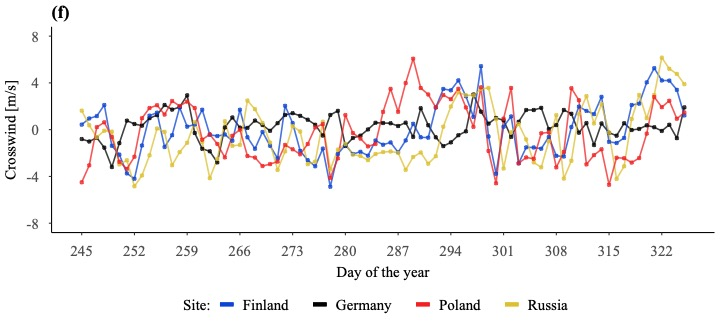 (f)
Crosswind [m/s]
8
4
0
-4
-8
245 252 259 266 273 280 287 294 301 308 315 322
Day of the year
Site: Finland Germany Poland Russia